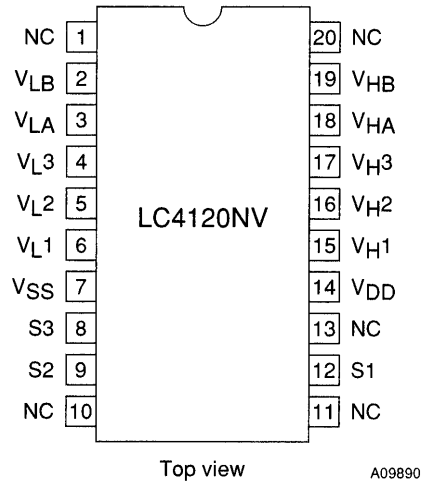 NC 1 20 NC
VLB 2 19 VHB
VLA 3 18 VHA
VL3 4 17 VH3
VL2 5 16 VH2
LC4120NV
VL1 6 15 VH1
VSS 7 14 VDD
S3 8 13 NC
S2 9 12 S1
NC 10 11 NC
Top view
A09890